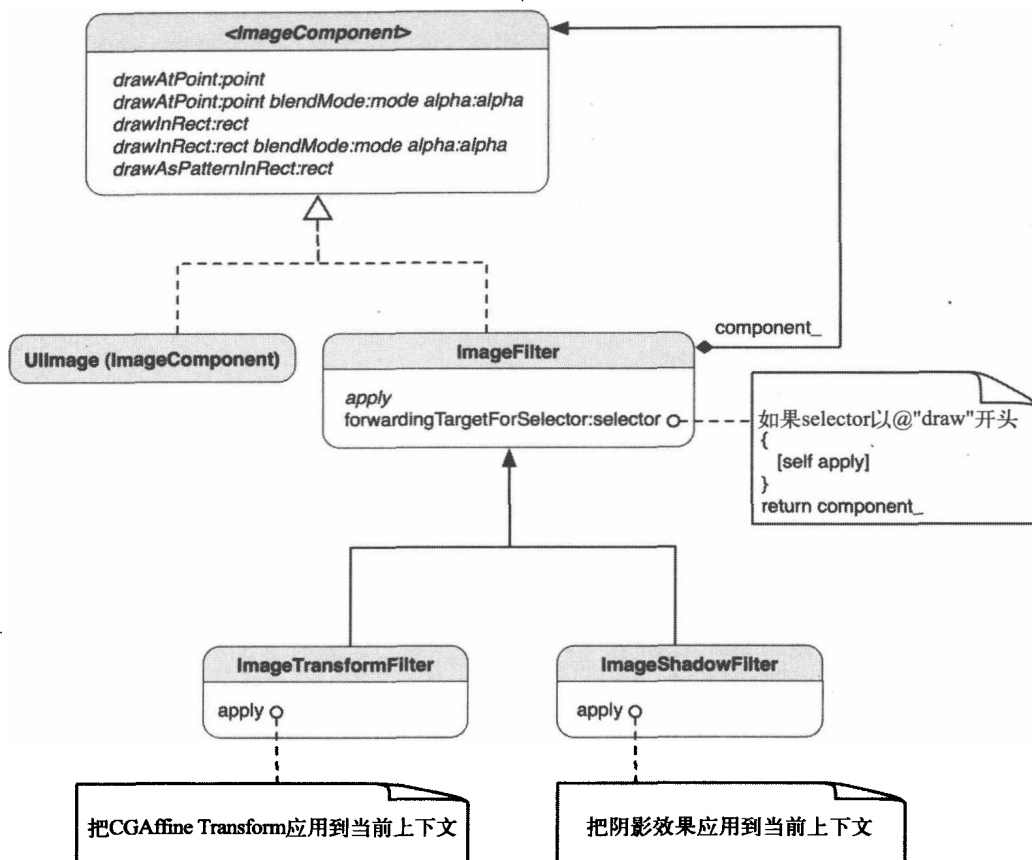 <ImageComponent>
drawAtPoint:point
drawAtPoint:point blendMode:mode alpha:alpha
drawInRect:rect
drawInRect:rect blendMode:mode alpha:alpha
drawAsPatternInRect:rect
component_
UIImage (ImageComponent)
ImageFilter
apply
forwardingTargetForSelector:selector
如果selector以@"draw"开头
{
[self apply]
}
return component_
ImageTransformFilter
apply
ImageShadowFilter
apply
把CGAffine Transform应用到当前上下文
把阴影效果应用到当前上下文